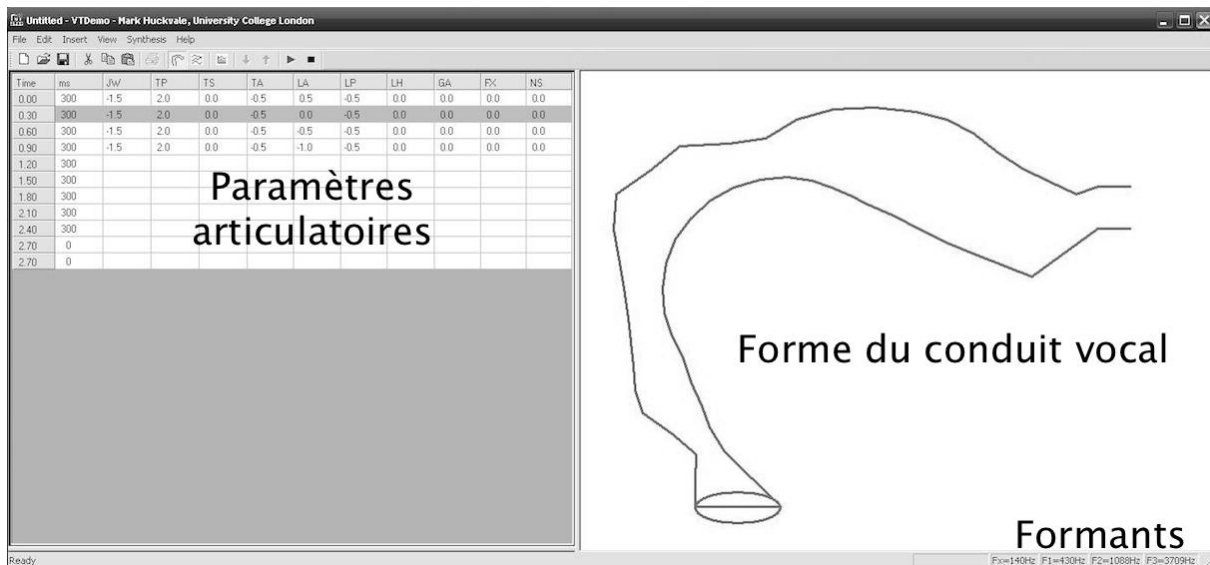 Untitled - VTDemo - Mark Huckvale, University College London
File Edit Insert View Synthesis Help
Time ms JW TP TS TA LA LP LH GA FX NS
0.00 300 -1.5 2.0 0.0 -0.5 0.5 -0.5 0.0 0.0 0.0 0.0
0.30 300 -1.5 2.0 0.0 -0.5 0.0 -0.5 0.0 0.0 0.0 0.0
0.60 300 -1.5 2.0 0.0 -0.5 -0.5 -0.5 0.0 0.0 0.0 0.0
0.90 300 -1.5 2.0 0.0 -0.5 -1.0 -0.5 0.0 0.0 0.0 0.0
1.20 300
1.50 300
1.80 300
2.10 300
2.40 300
2.70 0
2.70 0
Paramètres
articulatoires
Forme du conduit vocal
Formants
Ready
Fx=140Hz F1=430Hz F2=1088Hz F3=3709Hz